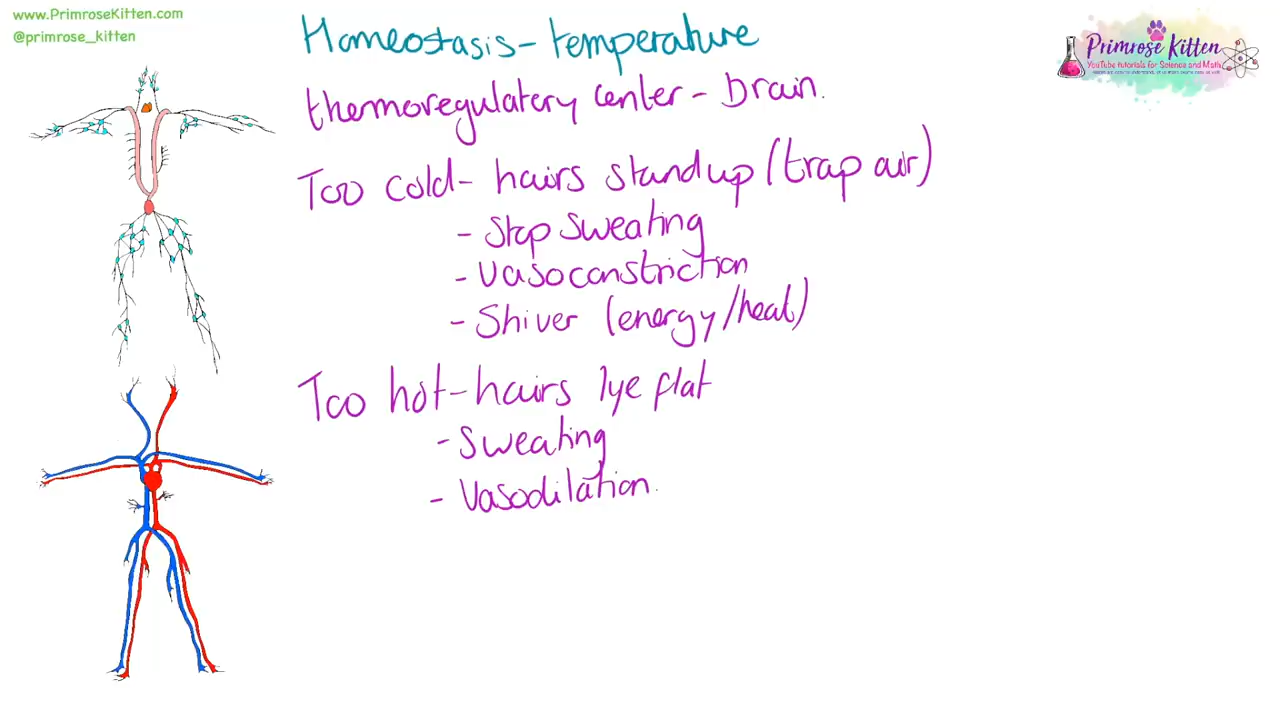 www.PrimroseKitten.com
@primrose_kitten
Homeostasis - temperature
Primrose Kitten
YouTube tutorials for Science and Math
thermoregulatory center - Brain.
Too cold - hairs stand up (trap air)
- Stop sweating
- Vasoconstriction
- Shiver (energy/heat)
Too hot - hairs lye flat
- Sweating
- Vasodilation.